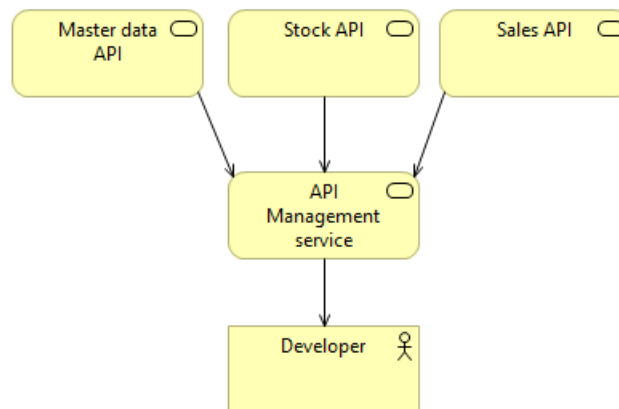 Master data
API
Stock API
Sales API
API
Management
service
Developer